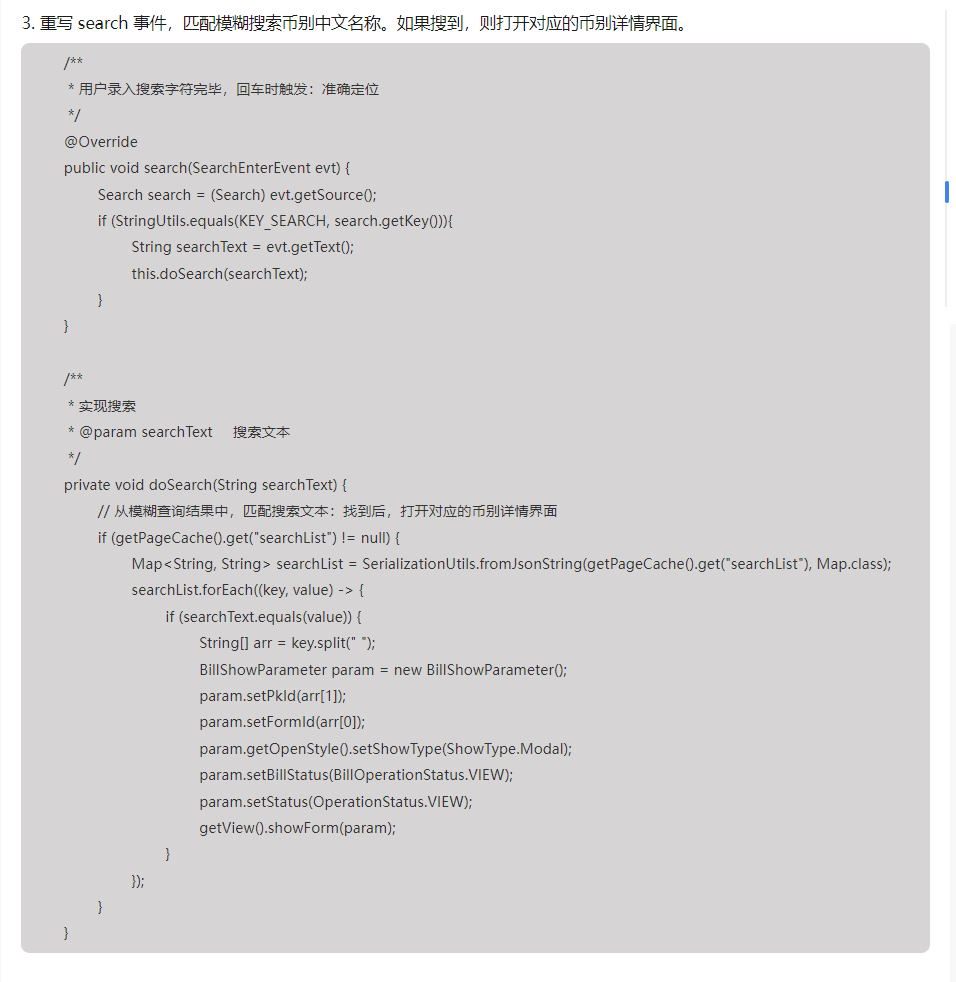 3. 重写 search 事件，匹配模糊搜索币别中文名称。如果搜到，则打开对应的币别详情界面。
/**
* 用户录入搜索字符完毕，回车时触发：准确定位
*/
@Override
public void search(SearchEnterEvent evt) {
Search search = (Search) evt.getSource();
if (StringUtils.equals(KEY_SEARCH, search.getKey())){
String searchText = evt.getText();
this.doSearch(searchText);
}
}
/**
* 实现搜索
* @param searchText 搜索文本
*/
private void doSearch(String searchText) {
// 从模糊查询结果中，匹配搜索文本：找到后，打开对应的币别详情界面
if (getPageCache().get("searchList") != null) {
Map<String, String> searchList = SerializationUtils.fromJsonString(getPageCache().get("searchList"), Map.class);
searchList.forEach((key, value) -> {
if (searchText.equals(value)) {
String[] arr = key.split(" ");
BillShowParameter param = new BillShowParameter();
param.setPkId(arr[1]);
param.setFormId(arr[0]);
param.getOpenStyle().setShowType(ShowType.Modal);
param.setBillStatus(BillOperationStatus.VIEW);
param.setStatus(OperationStatus.VIEW);
getView().showForm(param);
}
});
}
}